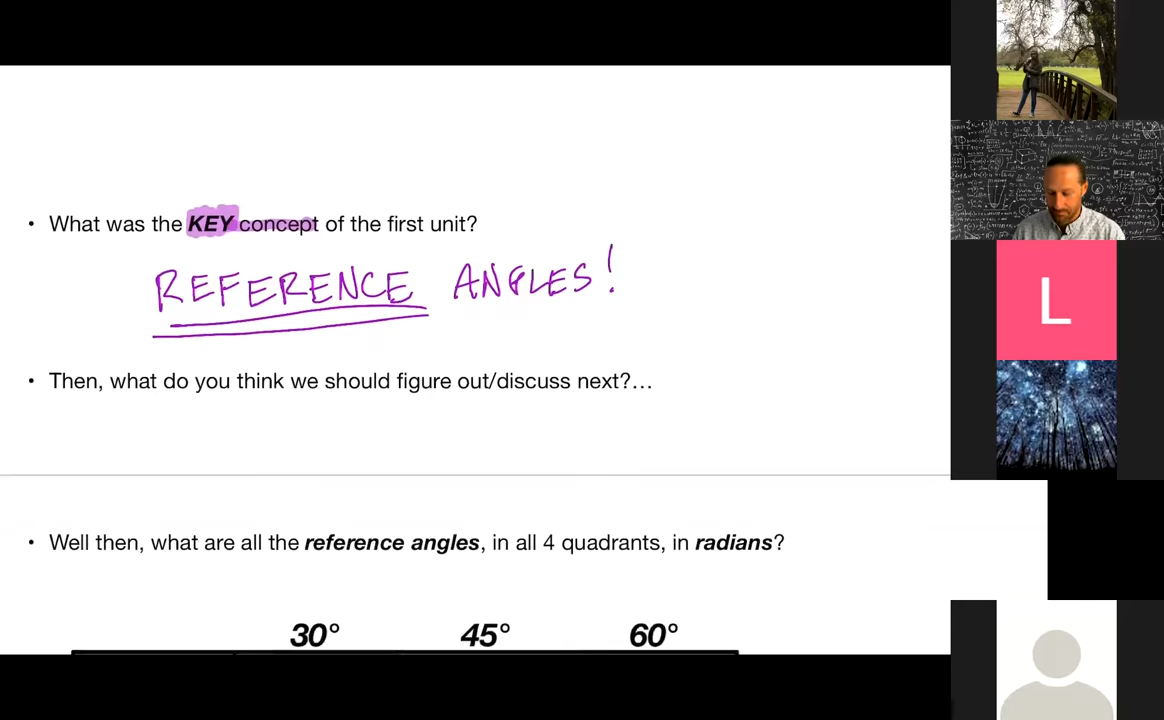 • What was the KEY concept of the first unit?
REFERENCE ANGLES!
• Then, what do you think we should figure out/discuss next?...
• Well then, what are all the reference angles, in all 4 quadrants, in radians?
30° 45° 60°
L